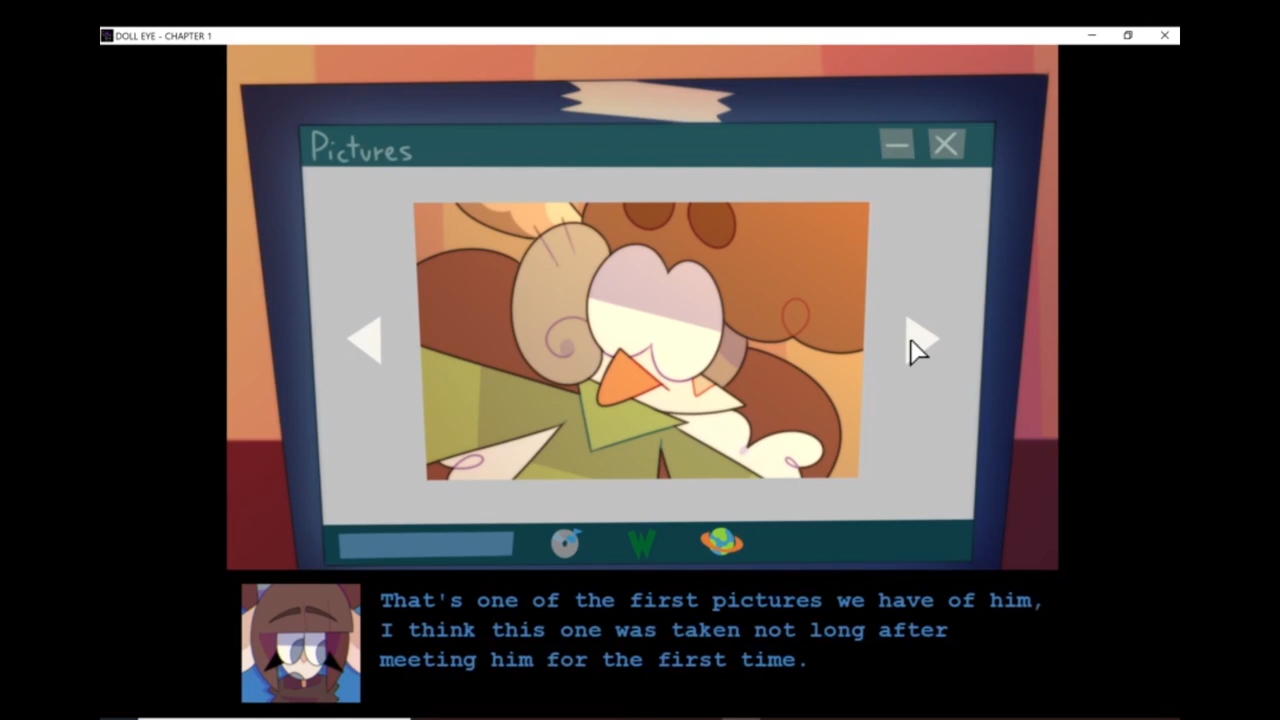 DOLL EYE - CHAPTER 1
Pictures
W
That's one of the first pictures we have of him,
I think this one was taken not long after
meeting him for the first time.